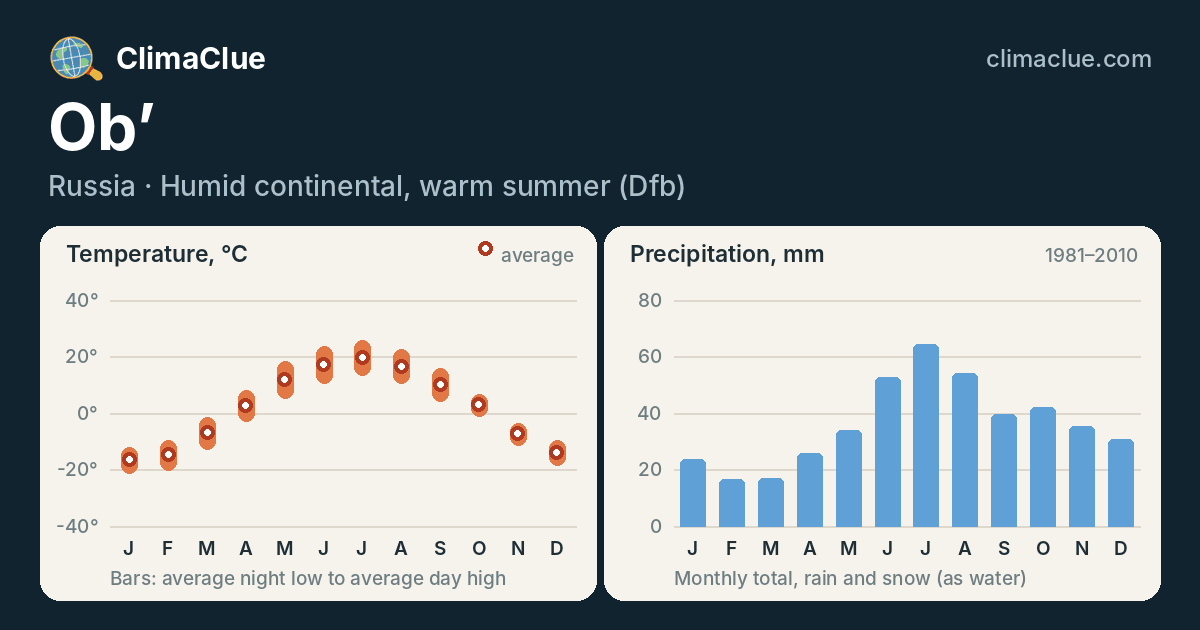 ClimaClue
climaclue.com
Ob′
Russia · Humid continental, warm summer (Dfb)
Temperature, °C
average
40°
20°
0°
-20°
-40°
J F M A M J J A S O N D
Bars: average night low to average day high
Precipitation, mm
1981–2010
80
60
40
20
0
J F M A M J J A S O N D
Monthly total, rain and snow (as water)